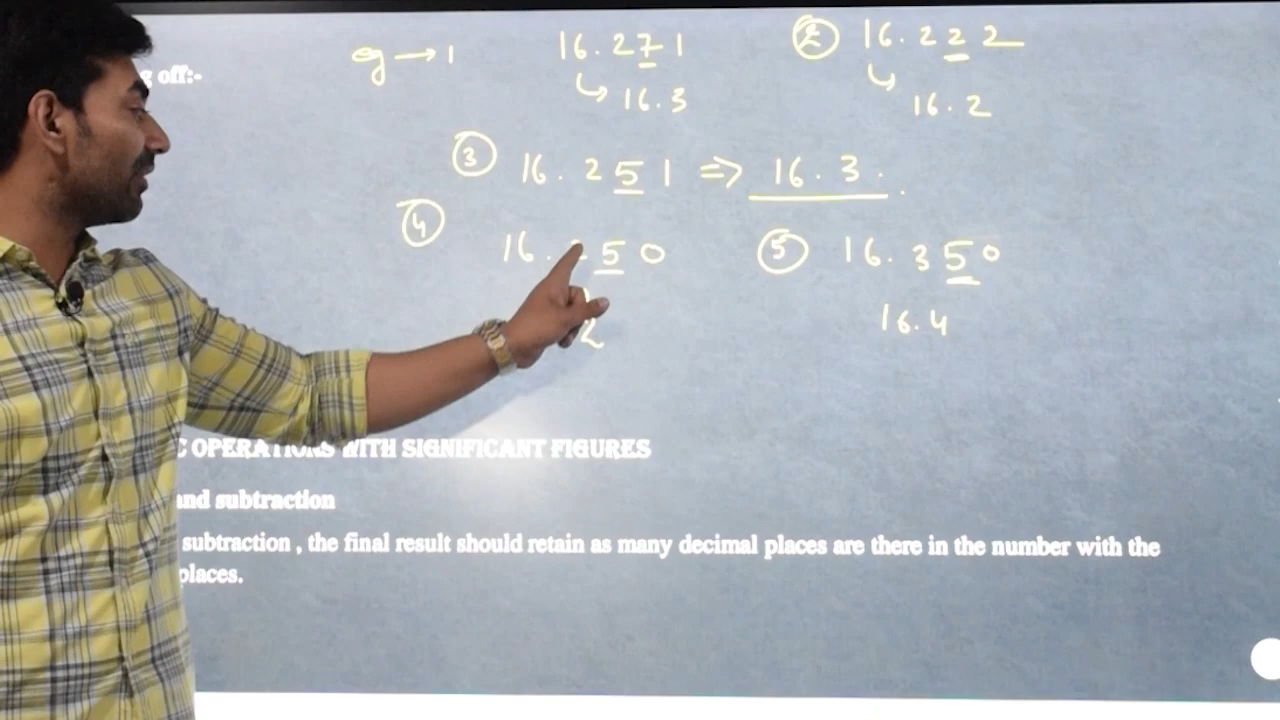 eg → 1 16.271 ② 16.222
off:-
↳ 16.3 ↳ 16.2
③ 16.251 => 16.3.
④ 16. 50 ⑤ 16.350
2 16.4
OPERATIONS WITH SIGNIFICANT FIGURES
and subtraction
subtraction , the final result should retain as many decimal places are there in the number with the
places.